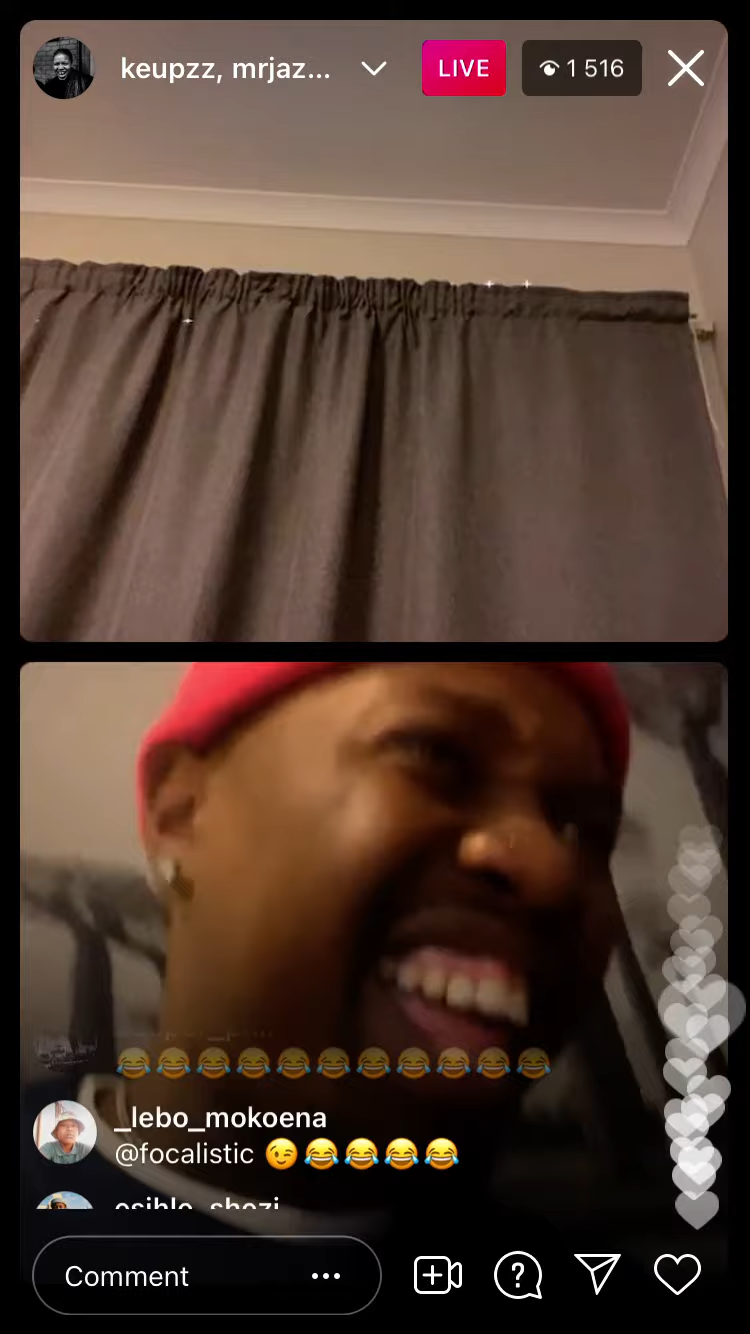 keupzz, mrjaz...
LIVE
1 516
😂😂😂😂😂😂😂😂😂😂😂
_lebo_mokoena
@focalistic 😉😂😂😂😂
Comment